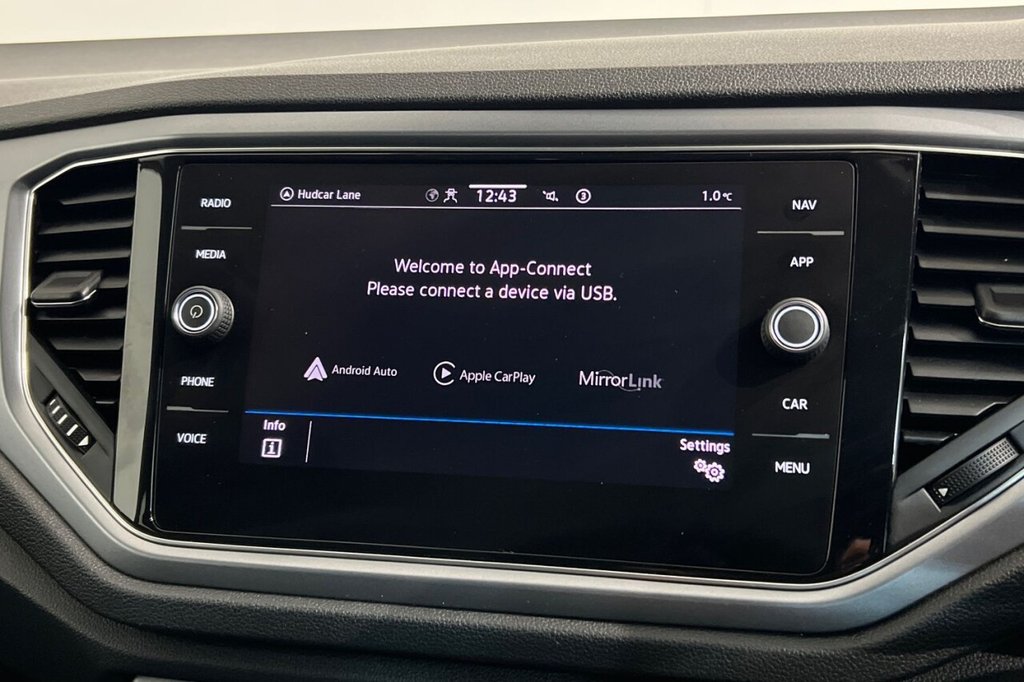 Hudcar Lane 12:43 3 1.0 °C
RADIO
MEDIA
PHONE
VOICE
Welcome to App-Connect
Please connect a device via USB.
Android Auto Apple CarPlay MirrorLink
Info
i
Settings
NAV
APP
CAR
MENU